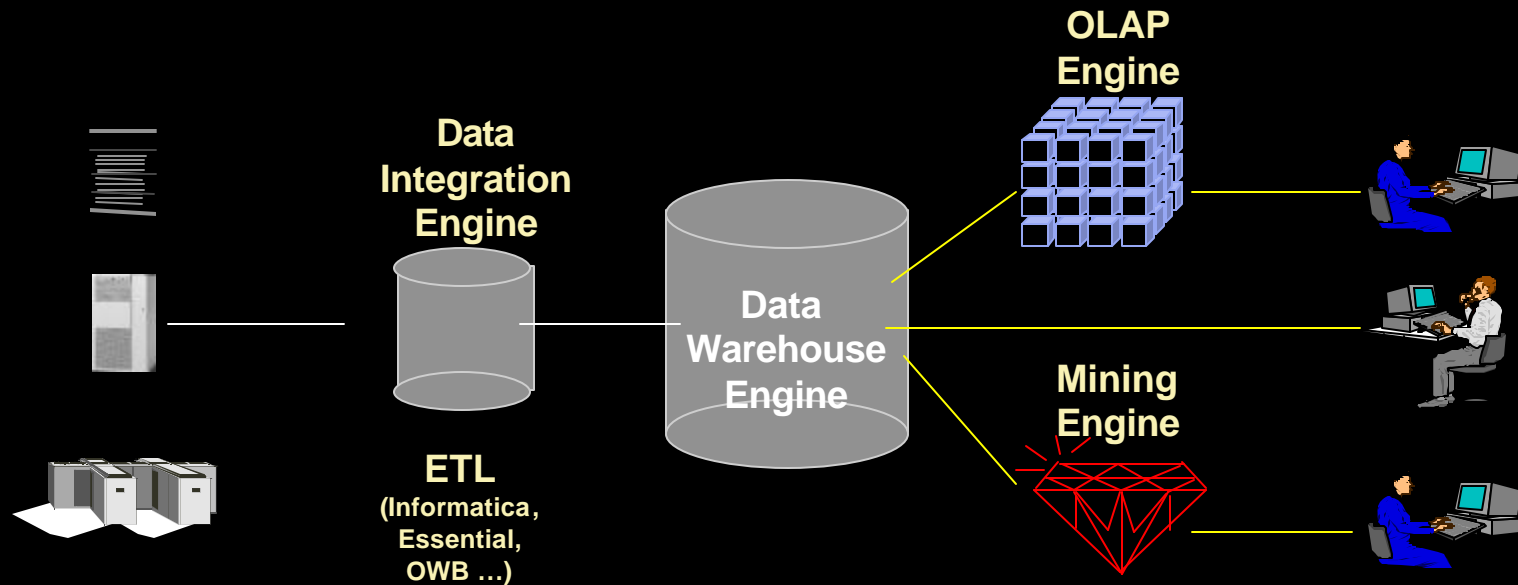 OLAP
Engine
Data
Integration
Engine
Data
Warehouse
Engine
Mining
Engine
ETL
(Informatica,
Essential,
OWB …)